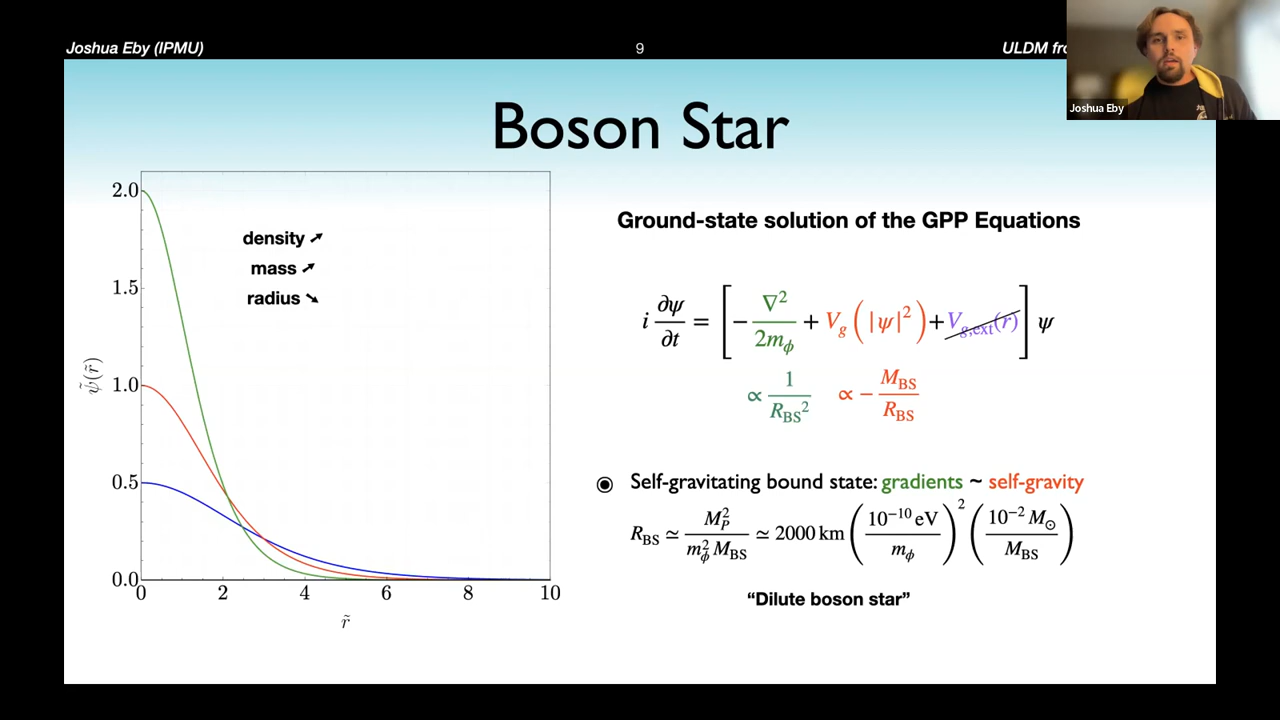 Joshua Eby (IPMU)
9
ULDM fr
Joshua Eby
Boson Star
density ➚
mass ➚
radius ➘
2.0
1.5
1.0
0.5
0.0
0 2 4 6 8 10
ψ̃(r̃)
r̃
Ground-state solution of the GPP Equations
i ∂ψ/∂t = [ −∇²/2m_ϕ + V_g(|ψ|²) + V_g,ext(r) ] ψ
∝ 1/R_BS² ∝ − M_BS/R_BS
◉ Self-gravitating bound state: gradients ~ self-gravity
R_BS ≃ M_P²/(m_ϕ² M_BS) ≃ 2000 km (10⁻¹⁰ eV/m_ϕ)² (10⁻² M_⊙/M_BS)
“Dilute boson star”